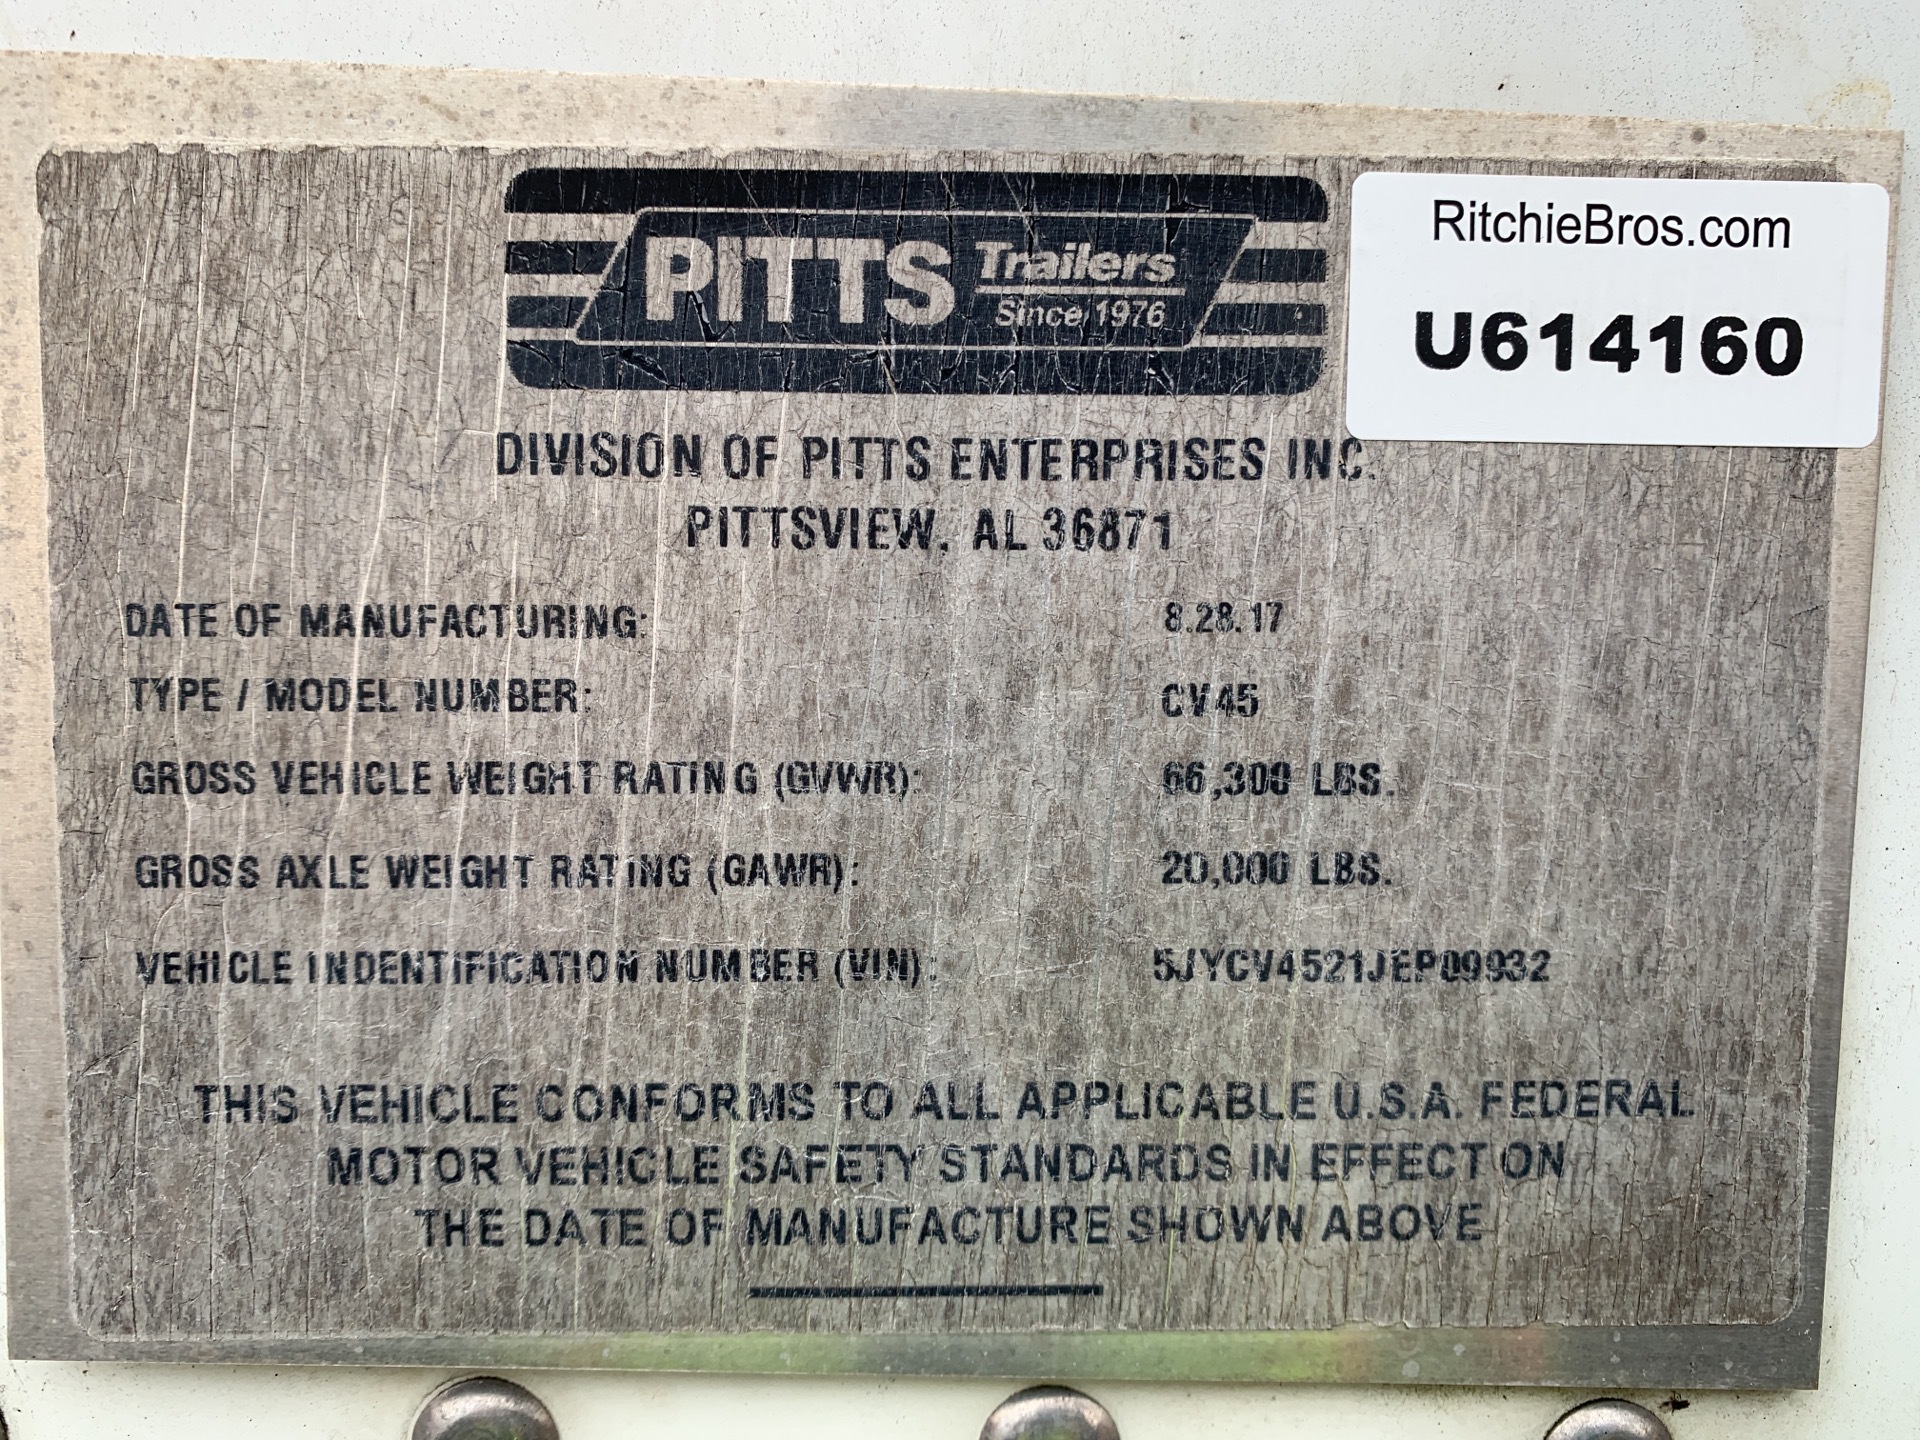 PITTS Trailers
Since 1976
RitchieBros.com
U614160
DIVISION OF PITTS ENTERPRISES INC.
PITTSVIEW, AL 36871
DATE OF MANUFACTURING: 8.28.17
TYPE / MODEL NUMBER: CV45
GROSS VEHICLE WEIGHT RATING (GVWR): 66,300 LBS.
GROSS AXLE WEIGHT RATING (GAWR): 20,000 LBS.
VEHICLE INDENTIFICATION NUMBER (VIN): 5JYCV4521JEP09932
THIS VEHICLE CONFORMS TO ALL APPLICABLE U.S.A. FEDERAL
MOTOR VEHICLE SAFETY STANDARDS IN EFFECT ON
THE DATE OF MANUFACTURE SHOWN ABOVE